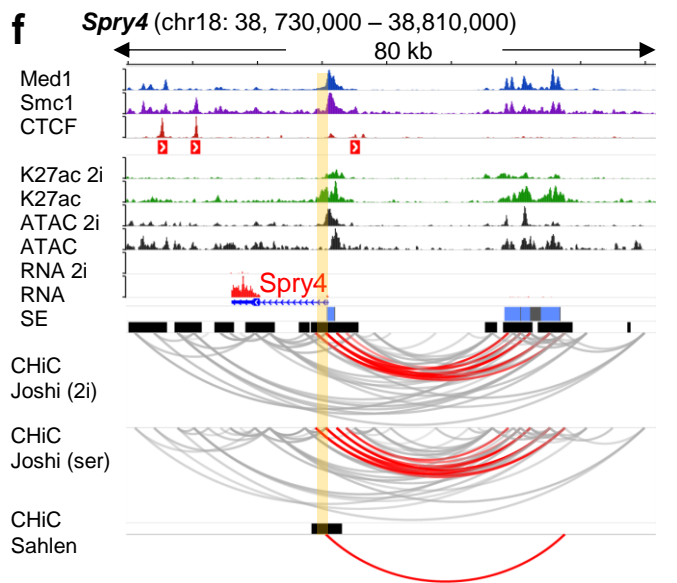 f
Spry4 (chr18: 38, 730,000 – 38,810,000)
80 kb
Med1
Smc1
CTCF
K27ac 2i
K27ac
ATAC 2i
ATAC
RNA 2i
RNA
Spry4
SE
CHiC
Joshi (2i)
CHiC
Joshi (ser)
CHiC
Sahlen